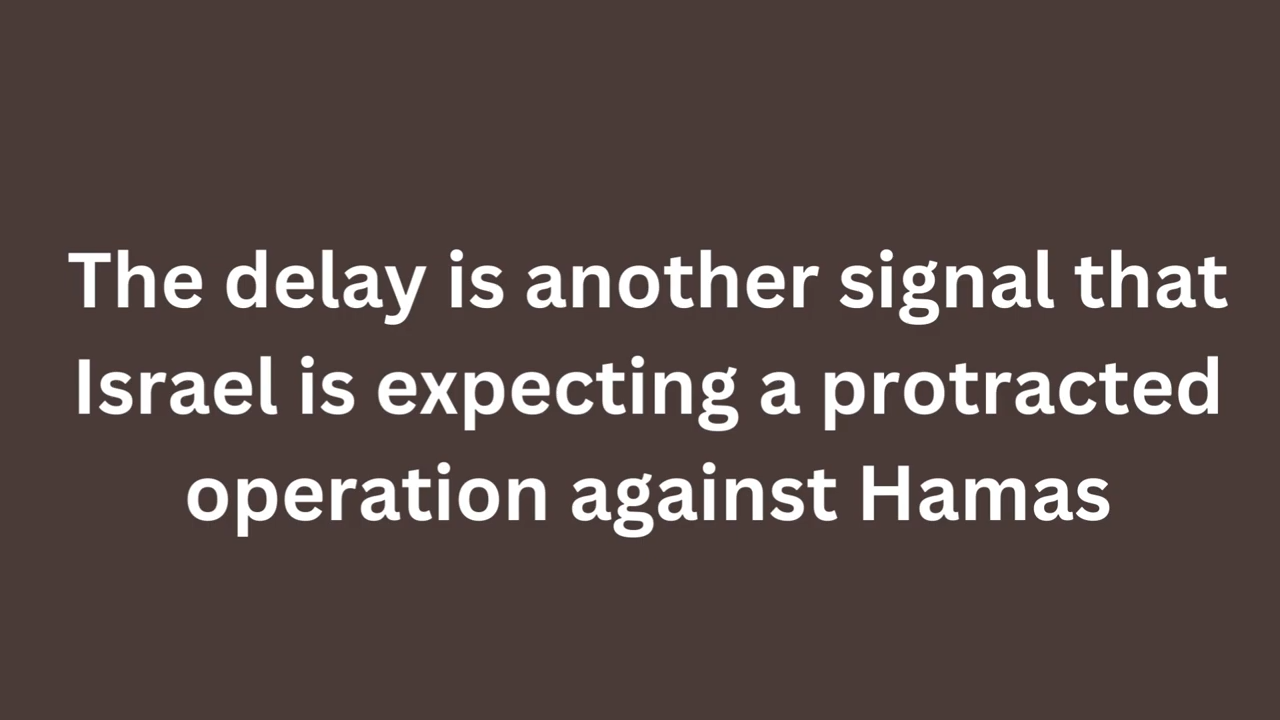 The delay is another signal that
Israel is expecting a protracted
operation against Hamas